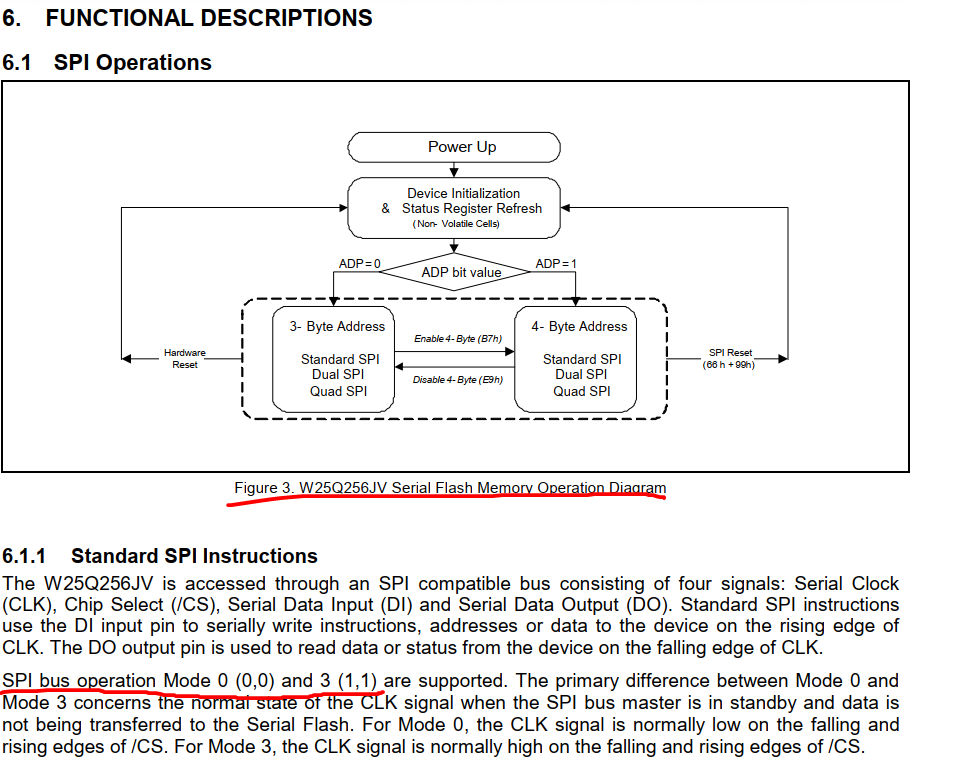 6. FUNCTIONAL DESCRIPTIONS
6.1 SPI Operations
Power Up
Device Initialization
& Status Register Refresh
(Non- Volatile Cells)
ADP=0
ADP bit value
ADP=1
3- Byte Address
Standard SPI
Dual SPI
Quad SPI
Enable 4- Byte (B7h)
Disable 4- Byte (E9h)
4- Byte Address
Standard SPI
Dual SPI
Quad SPI
Hardware
Reset
SPI Reset
(66 h + 99h)
Figure 3. W25Q256JV Serial Flash Memory Operation Diagram
6.1.1 Standard SPI Instructions
The W25Q256JV is accessed through an SPI compatible bus consisting of four signals: Serial Clock
(CLK), Chip Select (/CS), Serial Data Input (DI) and Serial Data Output (DO). Standard SPI instructions
use the DI input pin to serially write instructions, addresses or data to the device on the rising edge of
CLK. The DO output pin is used to read data or status from the device on the falling edge of CLK.
SPI bus operation Mode 0 (0,0) and 3 (1,1) are supported. The primary difference between Mode 0 and
Mode 3 concerns the normal state of the CLK signal when the SPI bus master is in standby and data is
not being transferred to the Serial Flash. For Mode 0, the CLK signal is normally low on the falling and
rising edges of /CS. For Mode 3, the CLK signal is normally high on the falling and rising edges of /CS.